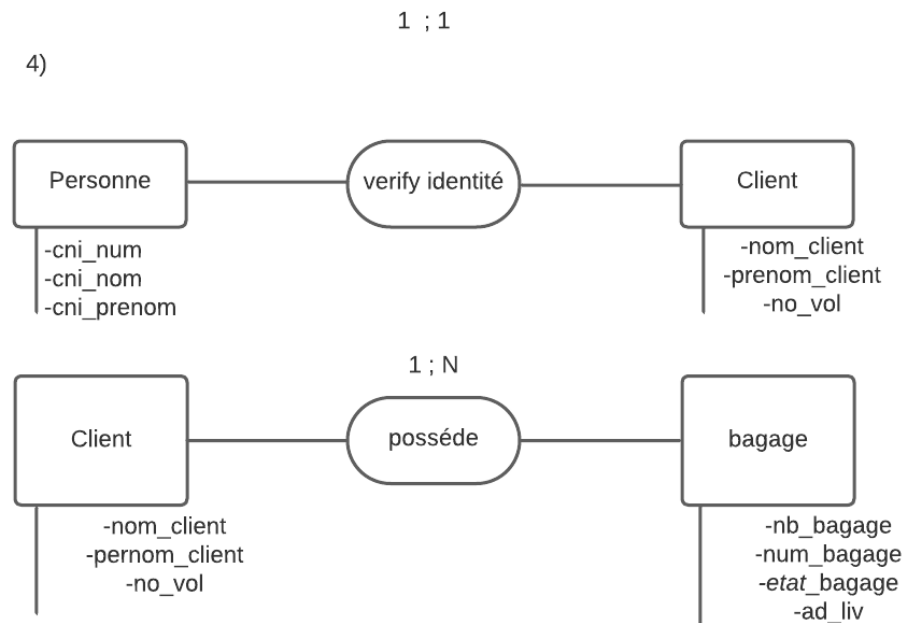 1 ; 1
4)
Personne
verify identité
Client
-cni_num
-cni_nom
-cni_prenom
-nom_client
-prenom_client
-no_vol
1 ; N
Client
posséde
bagage
-nom_client
-pernom_client
-no_vol
-nb_bagage
-num_bagage
-etat_bagage
-ad_liv